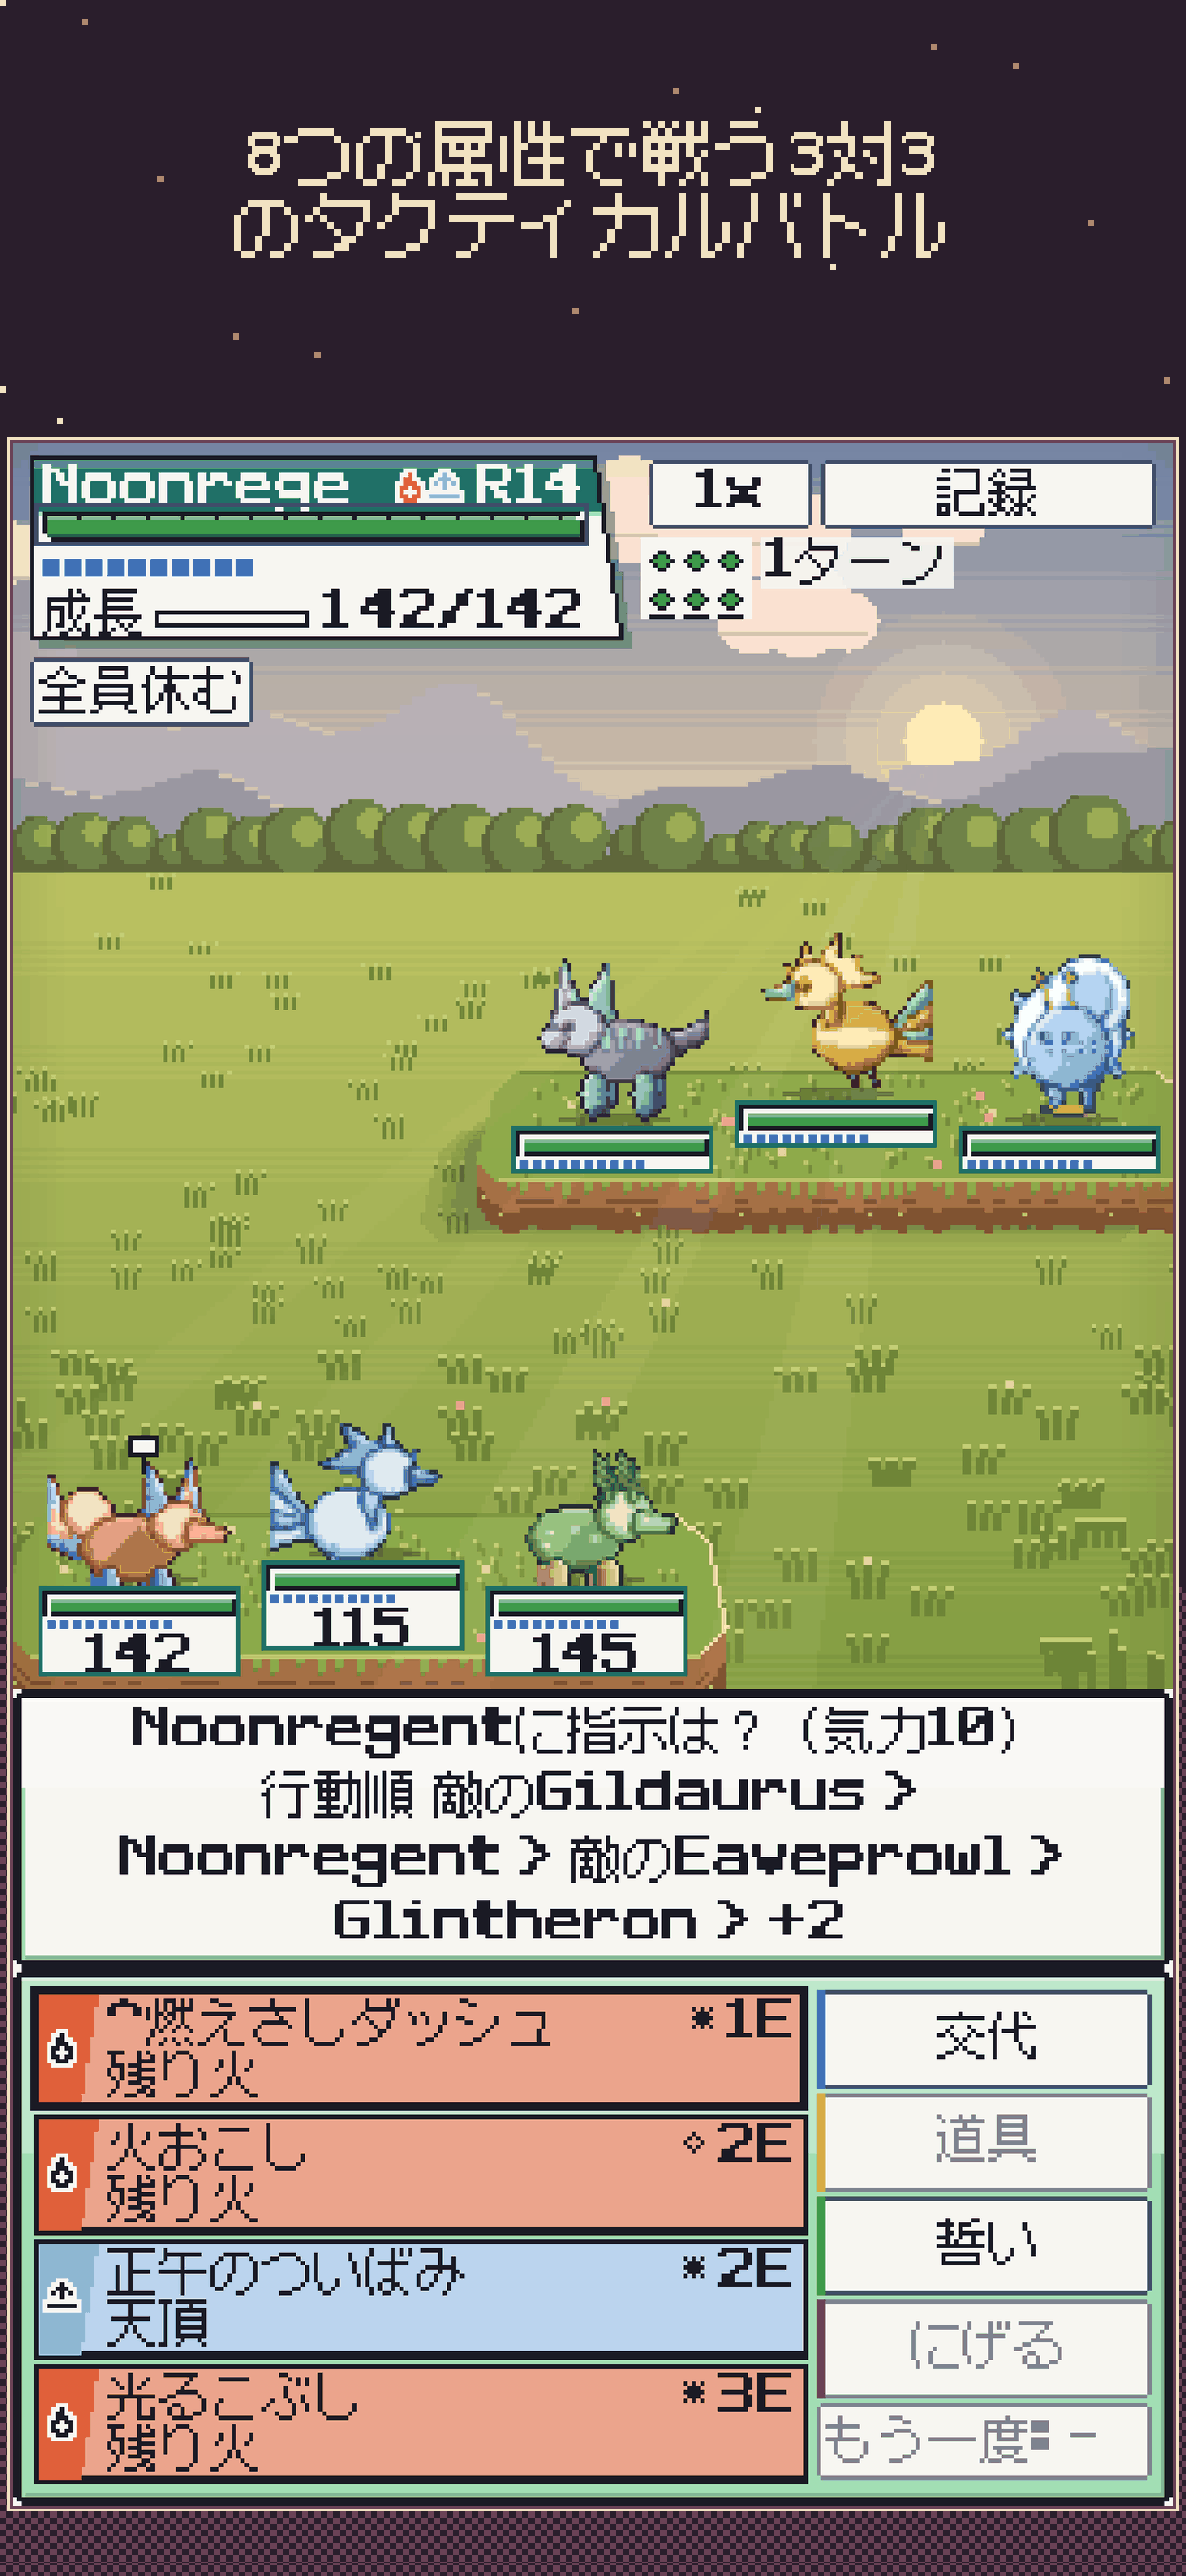 8つの属性で戦う3対3
のタクティカルバトル
Noonrege R14
1x
記録
1ターン
成長 142/142
全員休む
142
115
145
Noonregentに指示は？（気力10）
行動順 敵のGildaurus >
Noonregent > 敵のEaveprowl >
Glintheron > +2
燃えさしダッシュ *1E
残り火
火おこし ◇2E
残り火
正午のついばみ *2E
天頂
光るこぶし *3E
残り火
交代
道具
誓い
にげる
もう一度: -